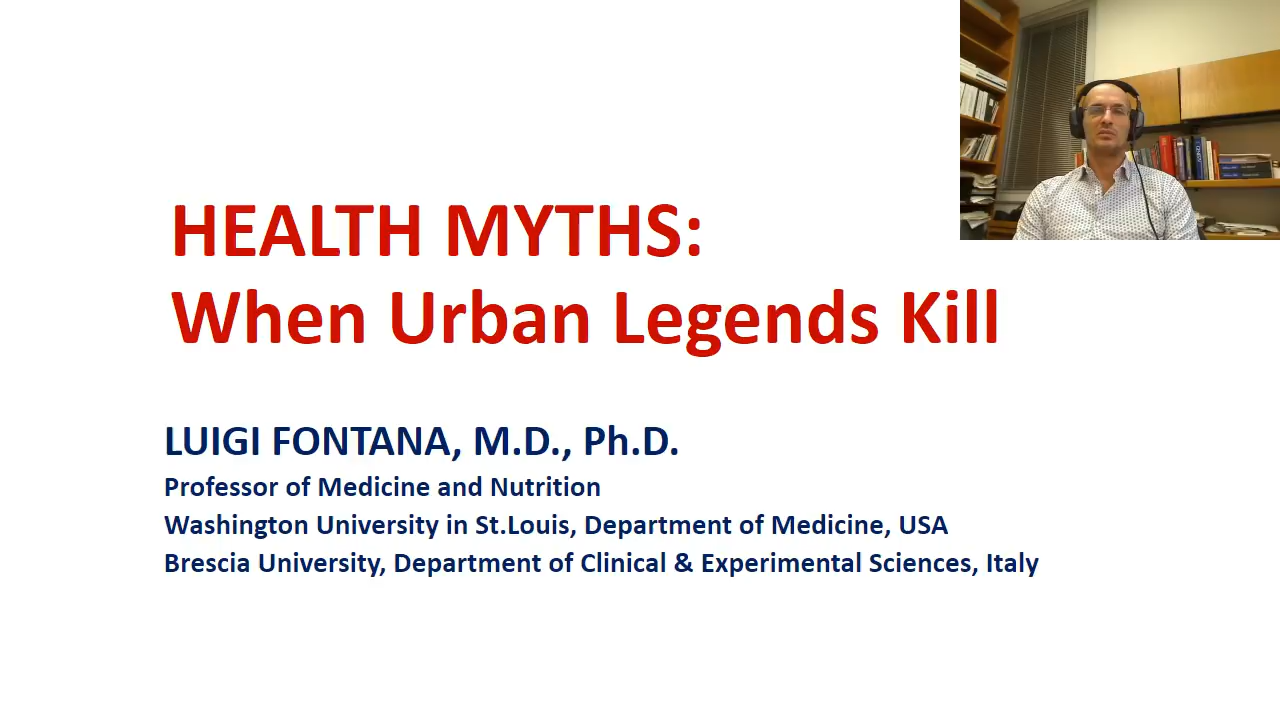 HEALTH MYTHS:
When Urban Legends Kill
LUIGI FONTANA, M.D., Ph.D.
Professor of Medicine and Nutrition
Washington University in St.Louis, Department of Medicine, USA
Brescia University, Department of Clinical & Experimental Sciences, Italy